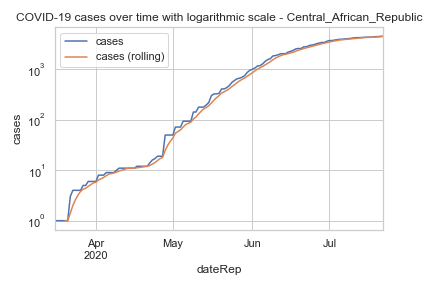 COVID-19 cases over time with logarithmic scale - Central_African_Republic
cases
cases (rolling)
10³
10²
10¹
10⁰
cases
Apr
2020
May
Jun
Jul
dateRep